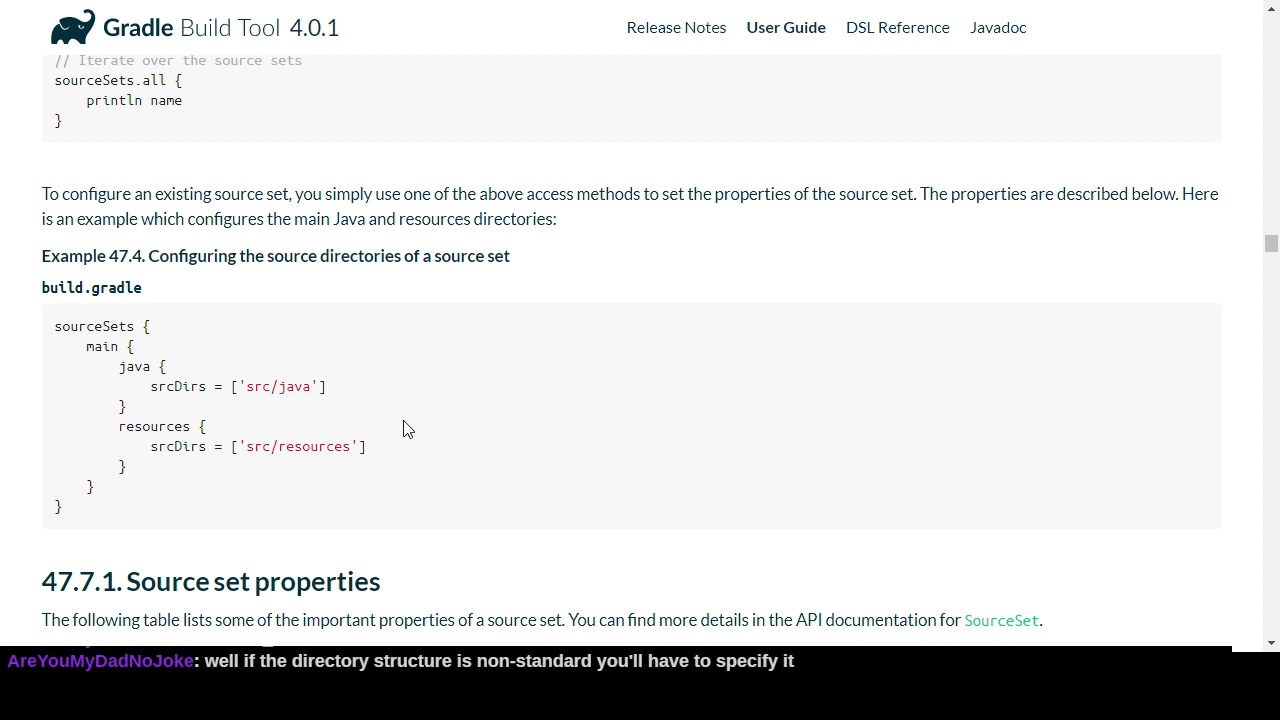 Gradle Build Tool 4.0.1
Release Notes User Guide DSL Reference Javadoc
// Iterate over the source sets
sourceSets.all {
    println name
}
To configure an existing source set, you simply use one of the above access methods to set the properties of the source set. The properties are described below. Here
is an example which configures the main Java and resources directories:
Example 47.4. Configuring the source directories of a source set
build.gradle
sourceSets {
    main {
        java {
            srcDirs = ['src/java']
        }
        resources {
            srcDirs = ['src/resources']
        }
    }
}
47.7.1. Source set properties
The following table lists some of the important properties of a source set. You can find more details in the API documentation for SourceSet.
AreYouMyDadNoJoke: well if the directory structure is non-standard you'll have to specify it